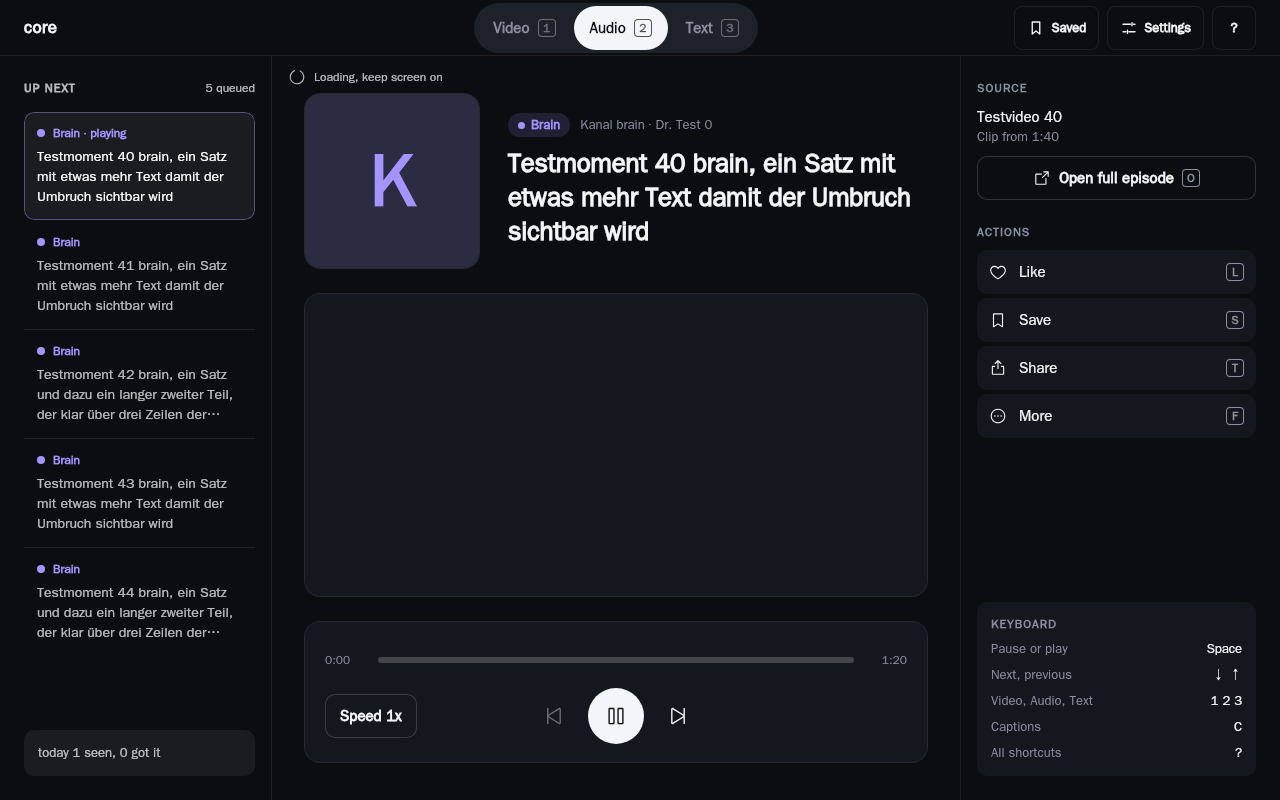 core
Video 1
Audio 2
Text 3
Saved
Settings
?
UP NEXT
5 queued
Brain · playing
Testmoment 40 brain, ein Satz
mit etwas mehr Text damit der
Umbruch sichtbar wird
Brain
Testmoment 41 brain, ein Satz
mit etwas mehr Text damit der
Umbruch sichtbar wird
Brain
Testmoment 42 brain, ein Satz
und dazu ein langer zweiter Teil,
der klar über drei Zeilen der…
Brain
Testmoment 43 brain, ein Satz
mit etwas mehr Text damit der
Umbruch sichtbar wird
Brain
Testmoment 44 brain, ein Satz
und dazu ein langer zweiter Teil,
der klar über drei Zeilen der…
today 1 seen, 0 got it
Loading, keep screen on
K
Brain
Kanal brain · Dr. Test 0
Testmoment 40 brain, ein Satz mit
etwas mehr Text damit der Umbruch
sichtbar wird
0:00
1:20
Speed 1x
SOURCE
Testvideo 40
Clip from 1:40
Open full episode O
ACTIONS
Like L
Save S
Share T
More F
KEYBOARD
Pause or play Space
Next, previous ↓ ↑
Video, Audio, Text 1 2 3
Captions C
All shortcuts ?